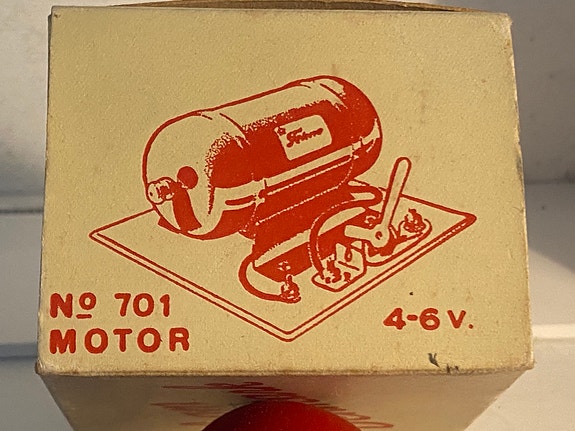 Nº 701
MOTOR
4-6 V.